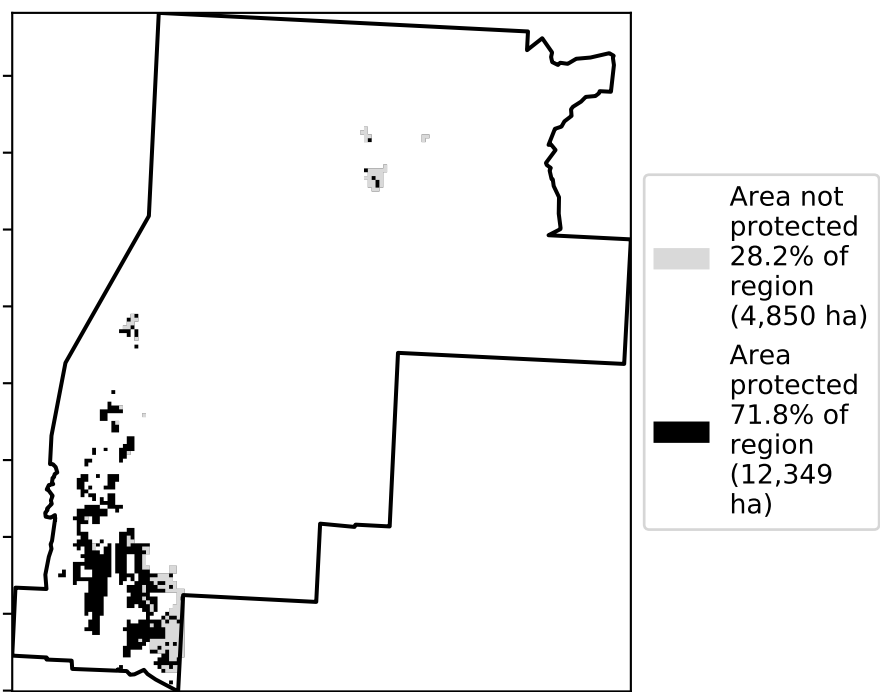 Area not
protected
28.2% of
region
(4,850 ha)
Area
protected
71.8% of
region
(12,349
ha)